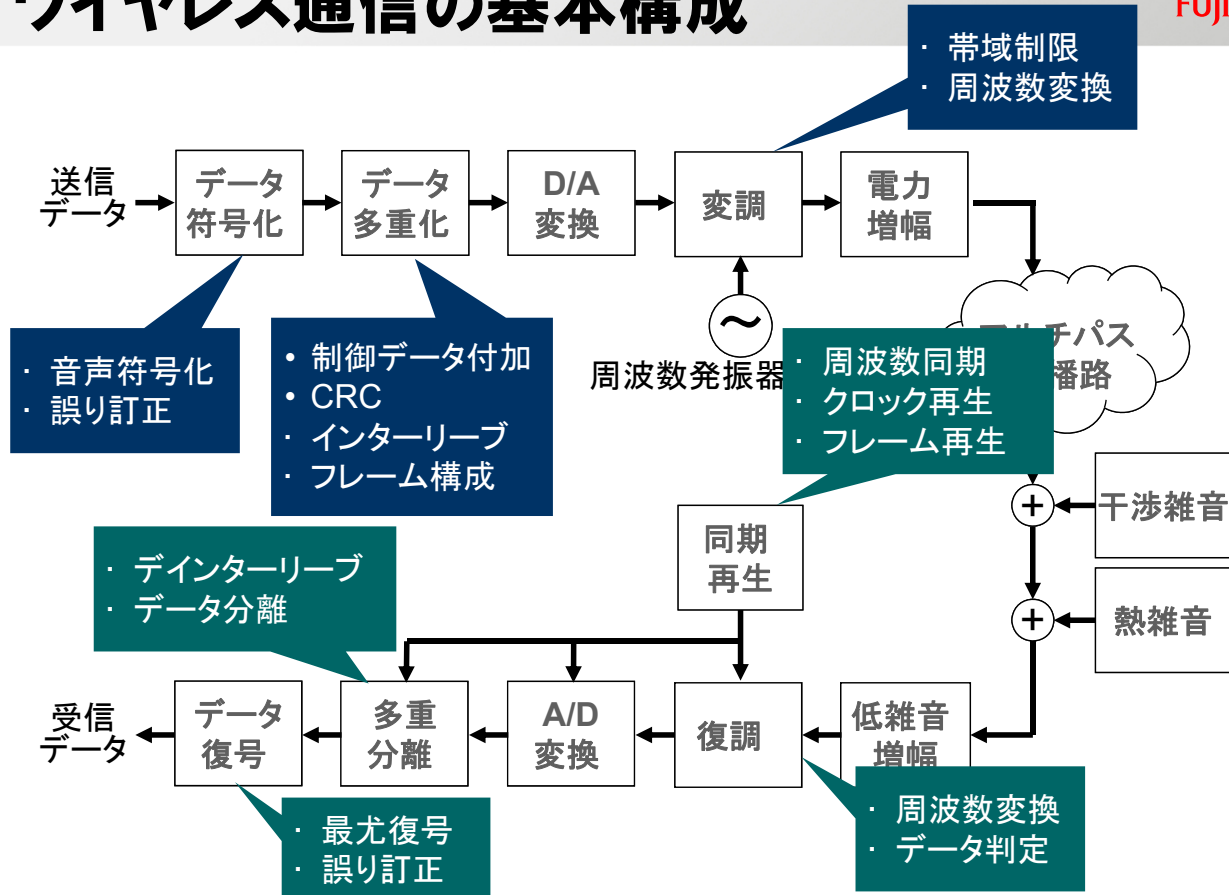 ワイヤレス通信の基本構成
FUJI
・ 帯域制限
・ 周波数変換
送信
データ
データ
符号化
データ
多重化
D/A
変換
変調
電力
増幅
・ 音声符号化
・ 誤り訂正
• 制御データ付加
• CRC
・ インターリーブ
・ フレーム構成
〜
周波数発振器
・ 周波数同期
・ クロック再生
・ フレーム再生
チパス
播路
+
干渉雑音
同期
再生
・ デインターリーブ
・ データ分離
+
熱雑音
受信
データ
データ
復号
多重
分離
A/D
変換
復調
低雑音
増幅
・ 最尤復号
・ 誤り訂正
・ 周波数変換
・ データ判定